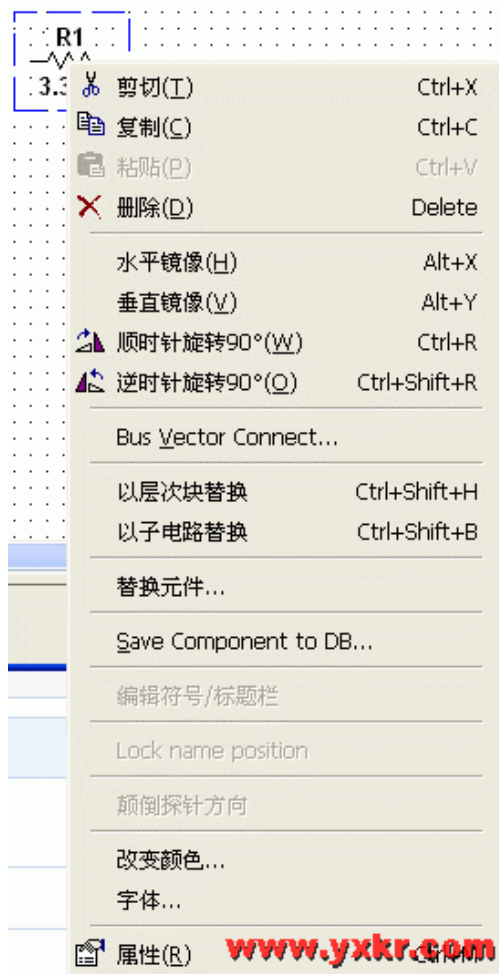 R1
3.3
剪切(T) Ctrl+X
复制(C) Ctrl+C
粘贴(P) Ctrl+V
删除(D) Delete
水平镜像(H) Alt+X
垂直镜像(V) Alt+Y
顺时针旋转90°(W) Ctrl+R
逆时针旋转90°(O) Ctrl+Shift+R
Bus Vector Connect...
以层次块替换 Ctrl+Shift+H
以子电路替换 Ctrl+Shift+B
替换元件...
Save Component to DB...
编辑符号/标题栏
Lock name position
颠倒探针方向
改变颜色...
字体...
属性(R) www.yxkr.com